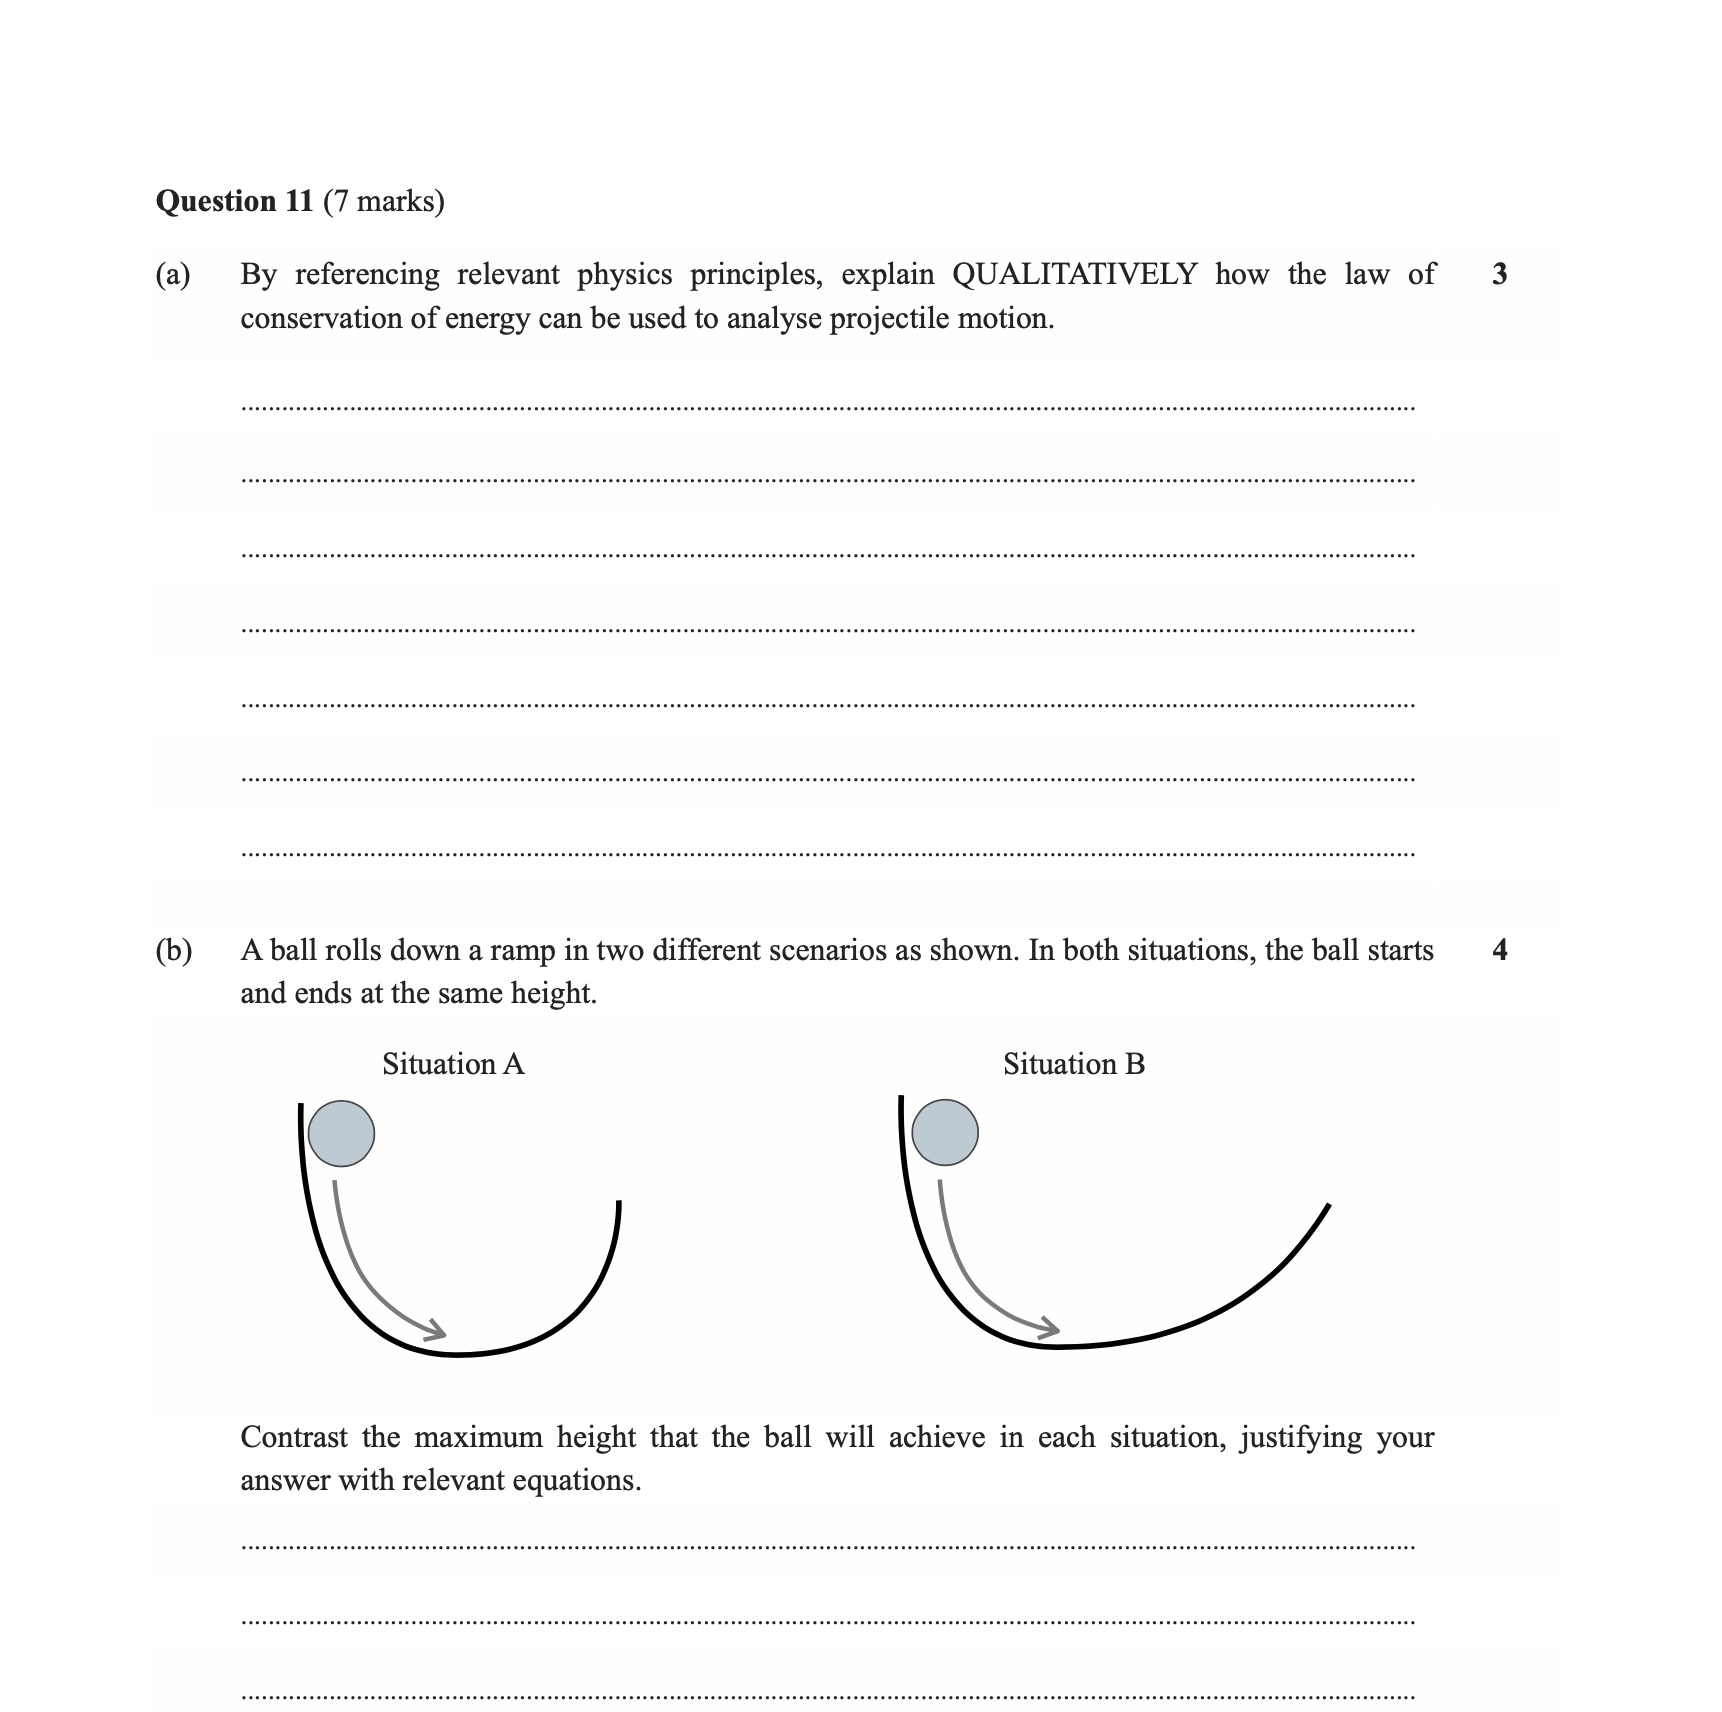 Question 11 (7 marks)
(a) By referencing relevant physics principles, explain QUALITATIVELY how the law of 3
conservation of energy can be used to analyse projectile motion.
(b) A ball rolls down a ramp in two different scenarios as shown. In both situations, the ball starts 4
and ends at the same height.
Situation A Situation B
Contrast the maximum height that the ball will achieve in each situation, justifying your
answer with relevant equations.